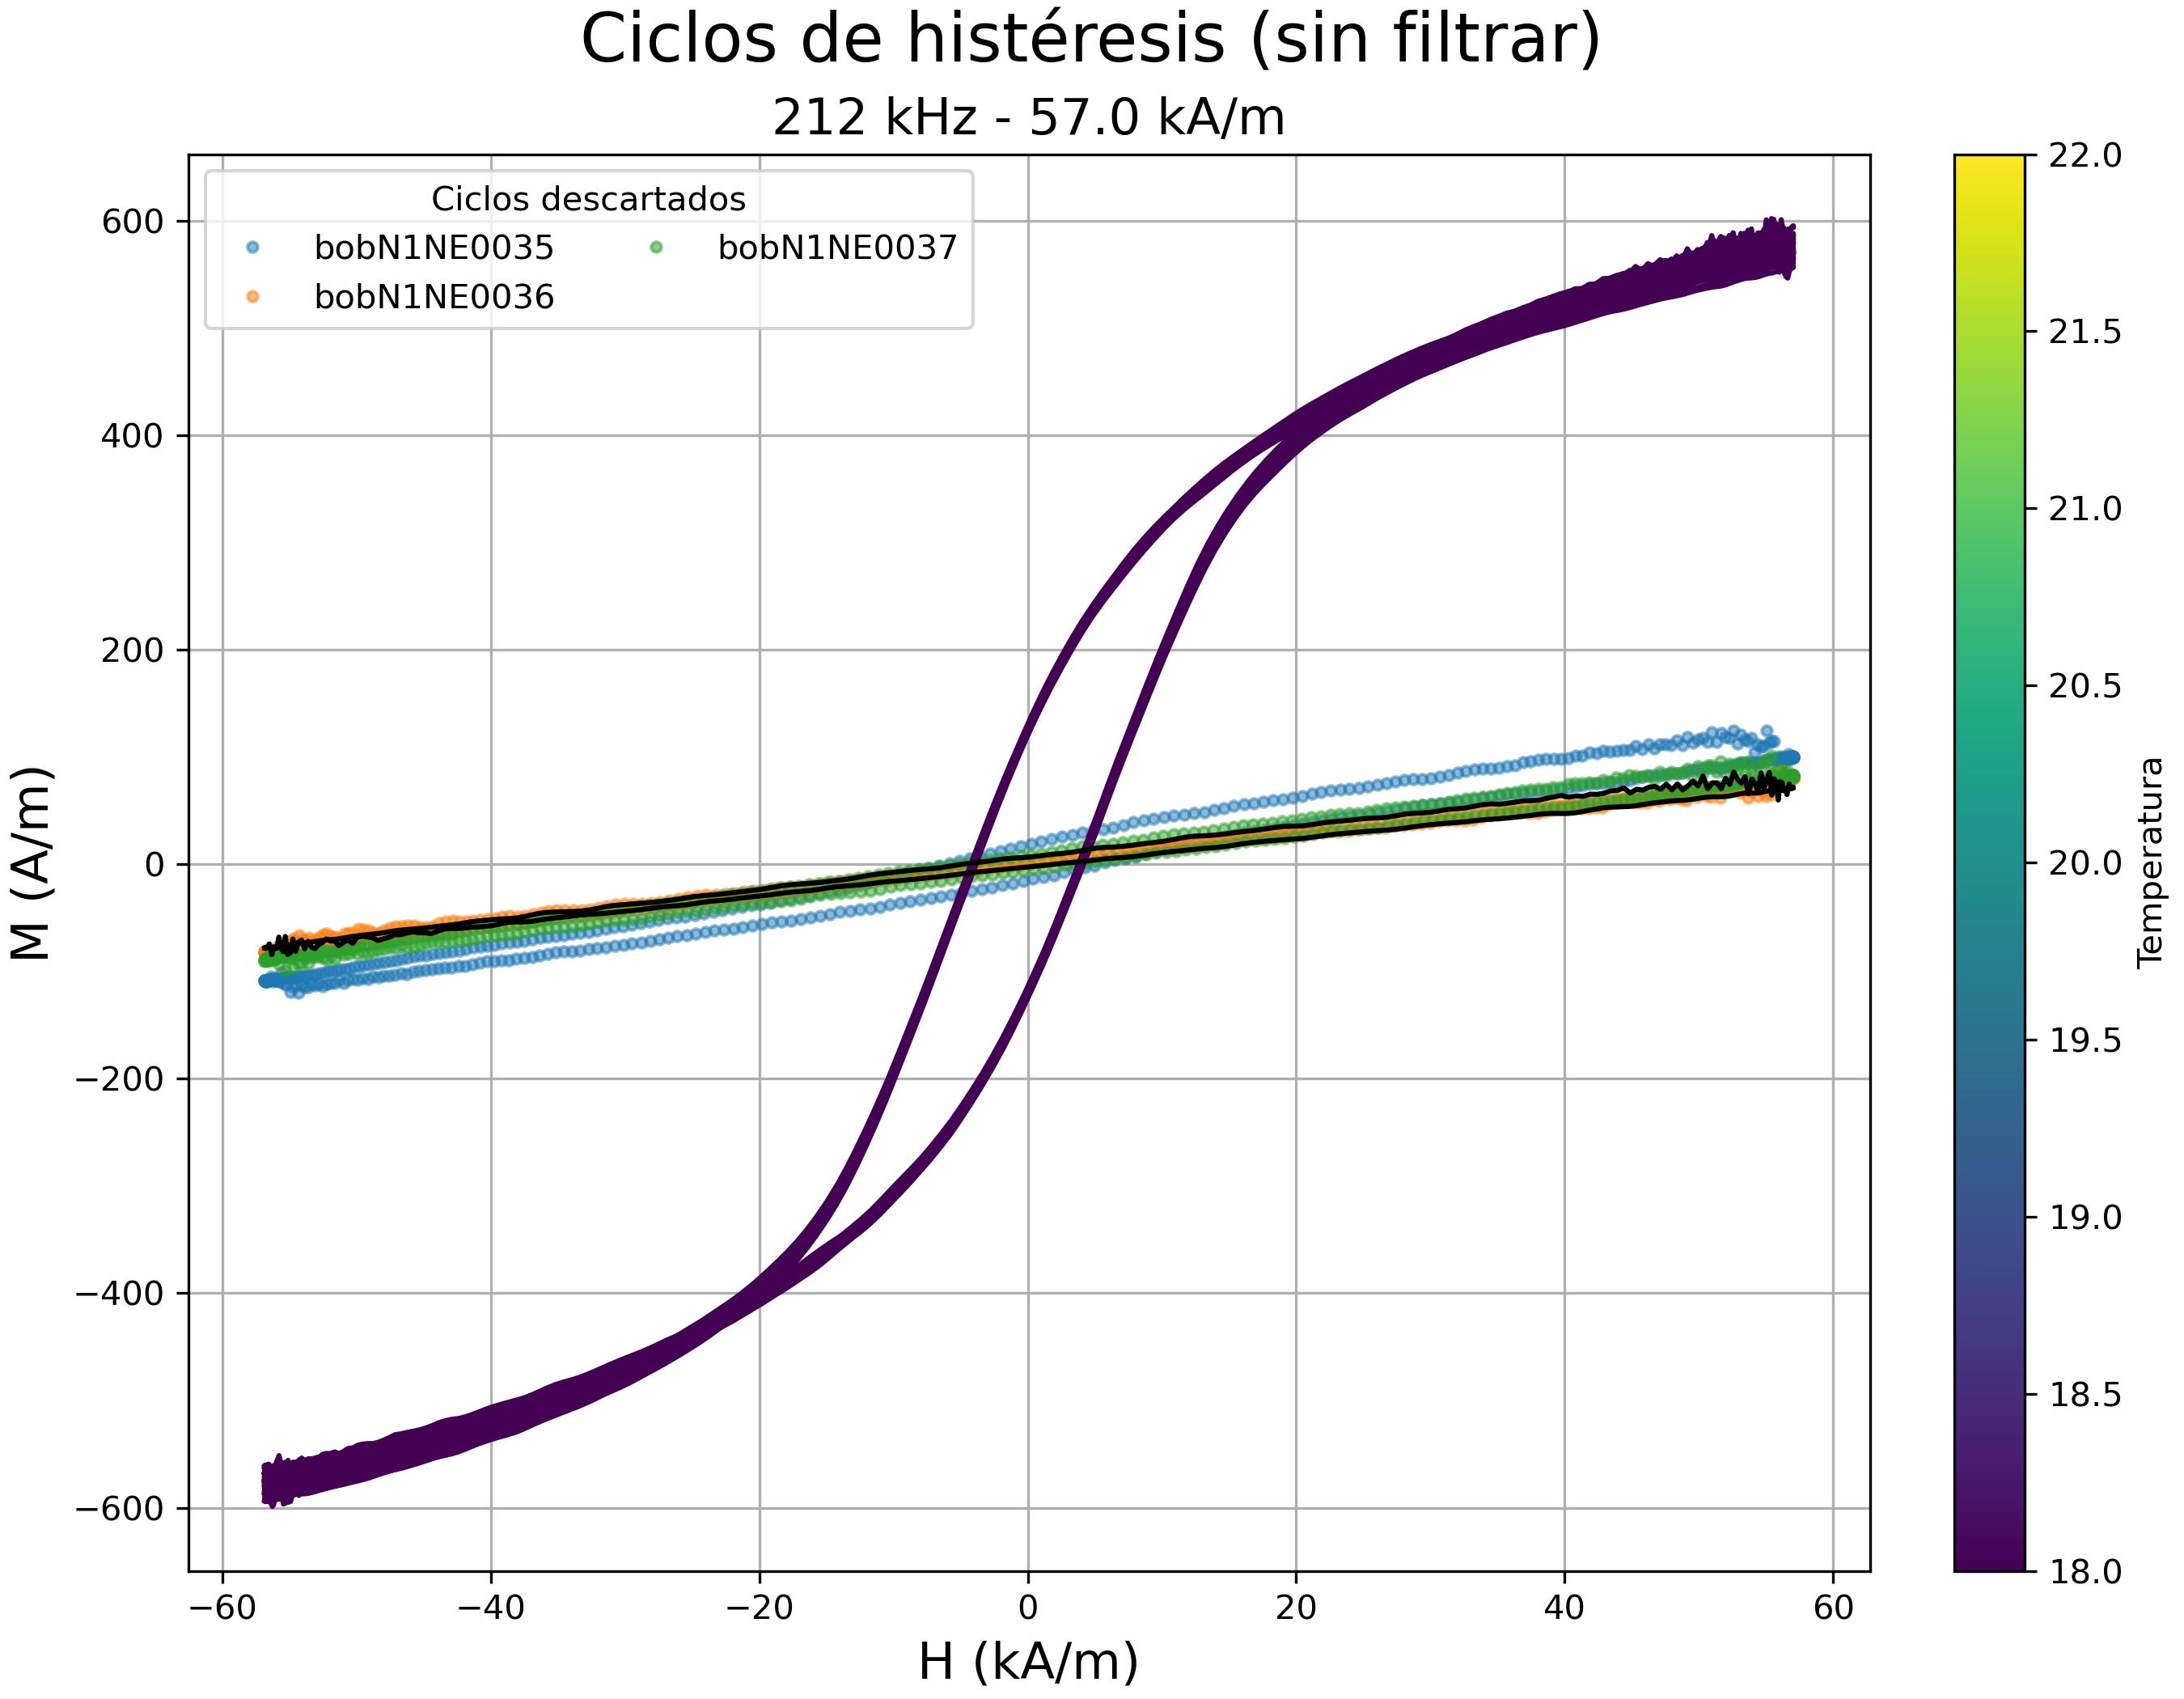 Ciclos de histéresis (sin filtrar)
212 kHz - 57.0 kA/m
Ciclos descartados
bobN1NE0035
bobN1NE0036
bobN1NE0037
M (A/m)
600
400
200
0
−200
−400
−600
−60
−40
−20
0
20
40
60
H (kA/m)
22.0
21.5
21.0
20.5
20.0
19.5
19.0
18.5
18.0
Temperatura